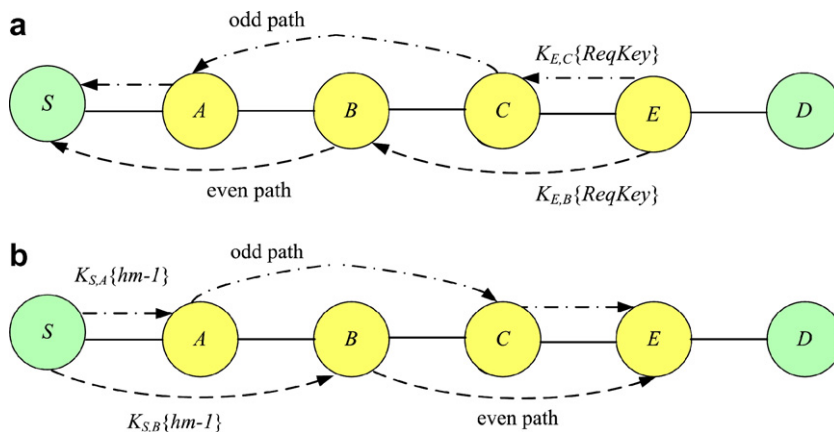 a
odd path
K_{E,C}{ReqKey}
S
A
B
C
E
D
even path
K_{E,B}{ReqKey}
b
odd path
K_{S,A}{hm-1}
S
A
B
C
E
D
K_{S,B}{hm-1}
even path